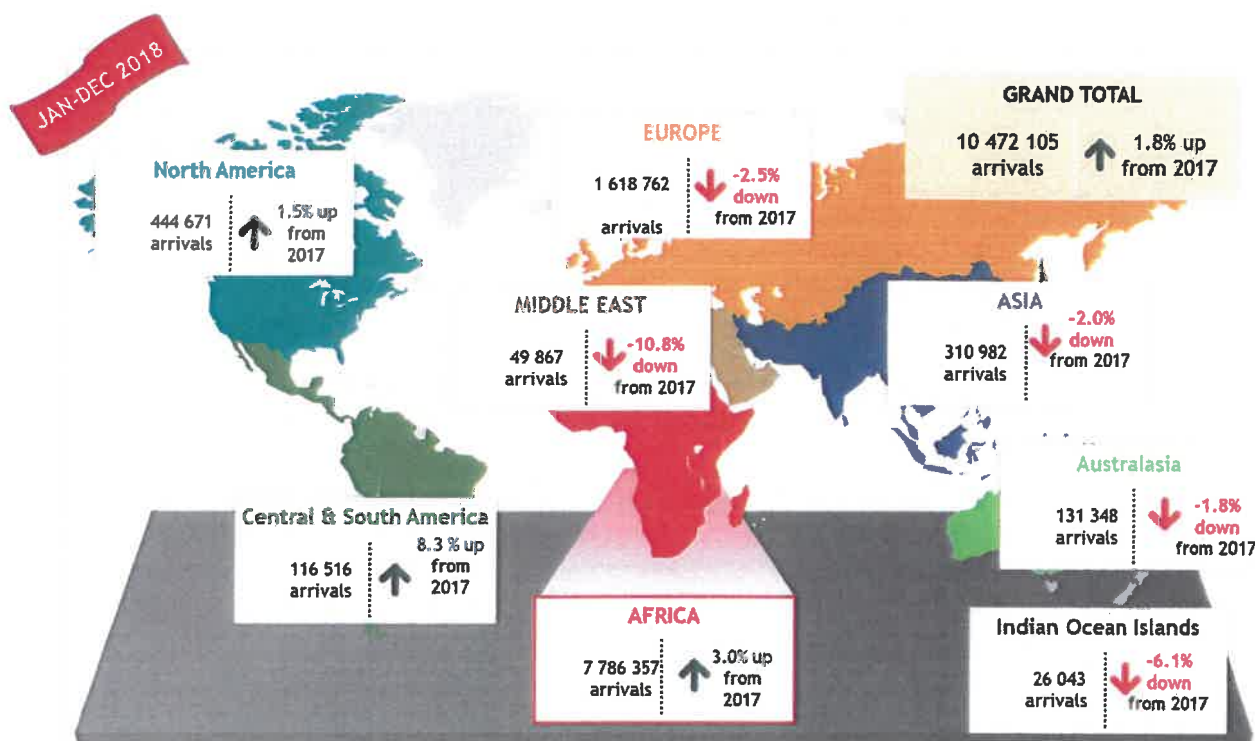 JAN-DEC 2018
GRAND TOTAL
10 472 105
arrivals
1.8% up
from 2017
EUROPE
1 618 762
arrivals
-2.5%
down
from 2017
North America
444 671
arrivals
1.5% up
from
2017
MIDDLE EAST
49 867
arrivals
-10.8%
down
from 2017
ASIA
310 982
arrivals
-2.0%
down
from 2017
Australasia
131 348
arrivals
-1.8%
down
from 2017
Central & South America
116 516
arrivals
8.3 % up
from
2017
AFRICA
7 786 357
arrivals
3.0% up
from
2017
Indian Ocean Islands
26 043
arrivals
-6.1%
down
from 2017